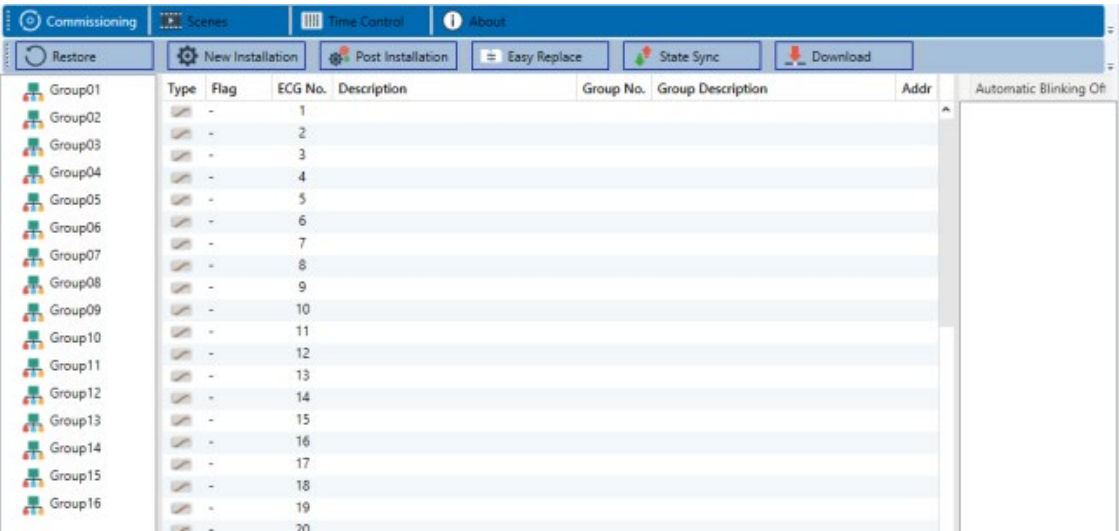 Commissioning Scenes Time Control About
Restore New Installation Post Installation Easy Replace State Sync Download
Type Flag ECG No. Description Group No. Group Description Addr Automatic Blinking Off
Group01
Group02
Group03
Group04
Group05
Group06
Group07
Group08
Group09
Group10
Group11
Group12
Group13
Group14
Group15
Group16
- 1
- 2
- 3
- 4
- 5
- 6
- 7
- 8
- 9
- 10
- 11
- 12
- 13
- 14
- 15
- 16
- 17
- 18
- 19
- 20